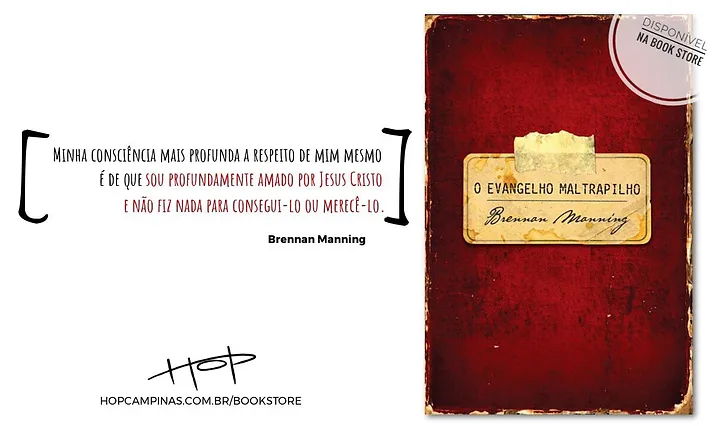 Minha consciência mais profunda a respeito de mim mesmo
é de que sou profundamente amado por Jesus Cristo
e não fiz nada para consegui-lo ou merecê-lo.
Brennan Manning
HOP
HOPCAMPINAS.COM.BR/BOOKSTORE
DISPONÍVEL
NA BOOK STORE
O EVANGELHO MALTRAPILHO
Brennan Manning